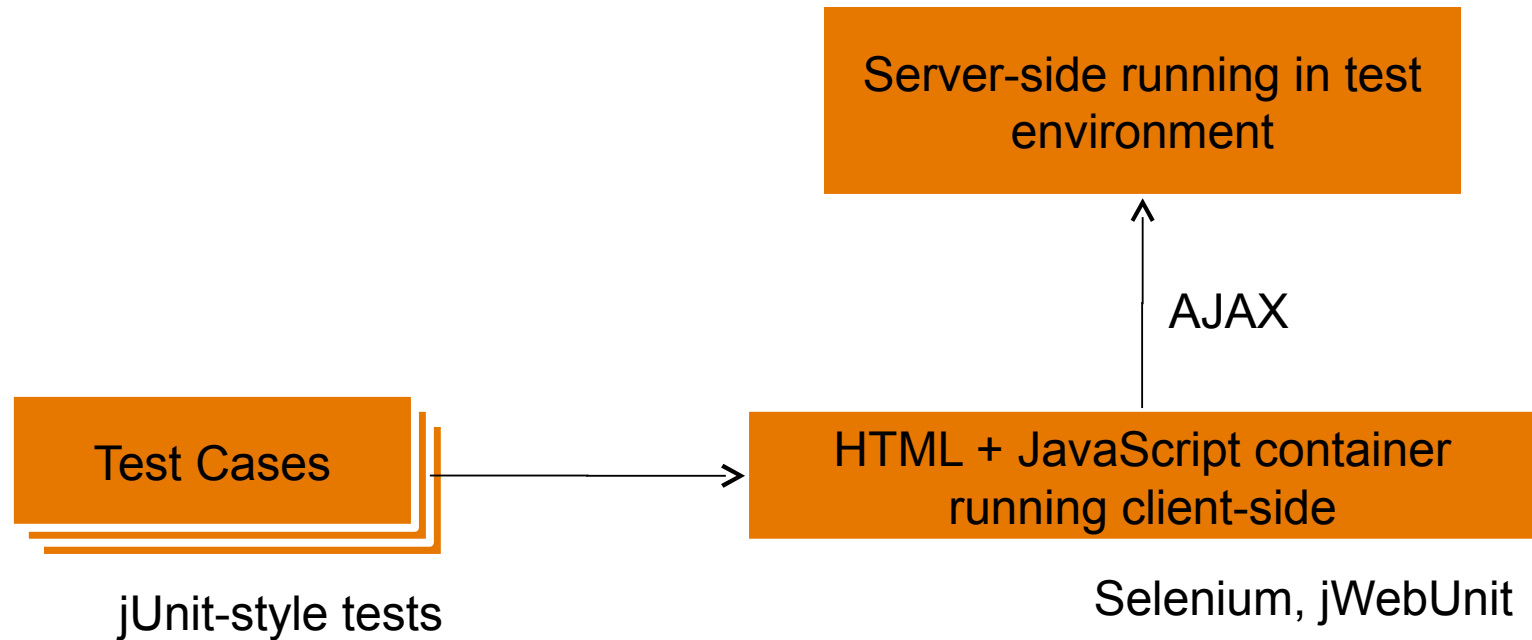 Server-side running in test
environment
AJAX
Test Cases
HTML + JavaScript container
running client-side
jUnit-style tests
Selenium, jWebUnit